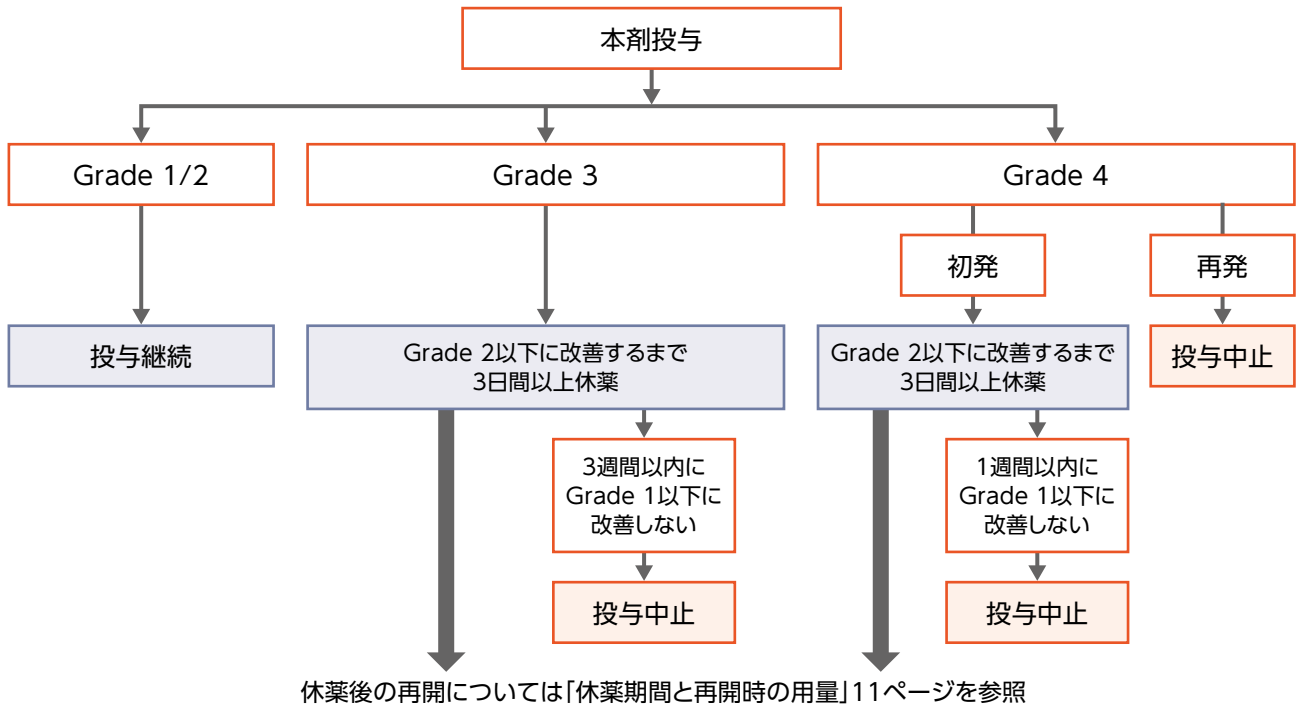 本剤投与
Grade 1/2
Grade 3
Grade 4
初発
再発
投与継続
Grade 2以下に改善するまで
3日間以上休薬
Grade 2以下に改善するまで
3日間以上休薬
投与中止
3週間以内に
Grade 1以下に
改善しない
1週間以内に
Grade 1以下に
改善しない
投与中止
投与中止
休薬後の再開については「休薬期間と再開時の用量」11ページを参照